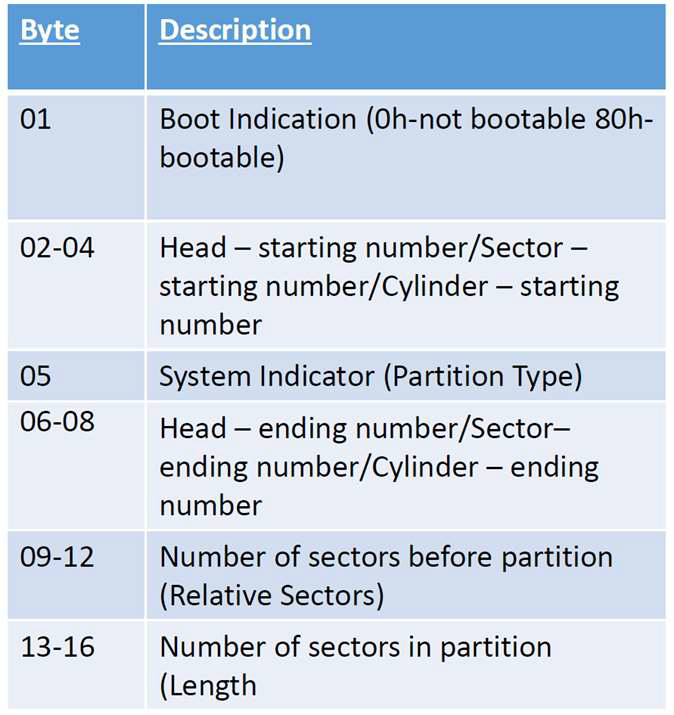 Byte Description
01 Boot Indication (0h-not bootable 80h-
bootable)
02-04 Head – starting number/Sector –
starting number/Cylinder – starting
number
05 System Indicator (Partition Type)
06-08 Head – ending number/Sector–
ending number/Cylinder – ending
number
09-12 Number of sectors before partition
(Relative Sectors)
13-16 Number of sectors in partition
(Length